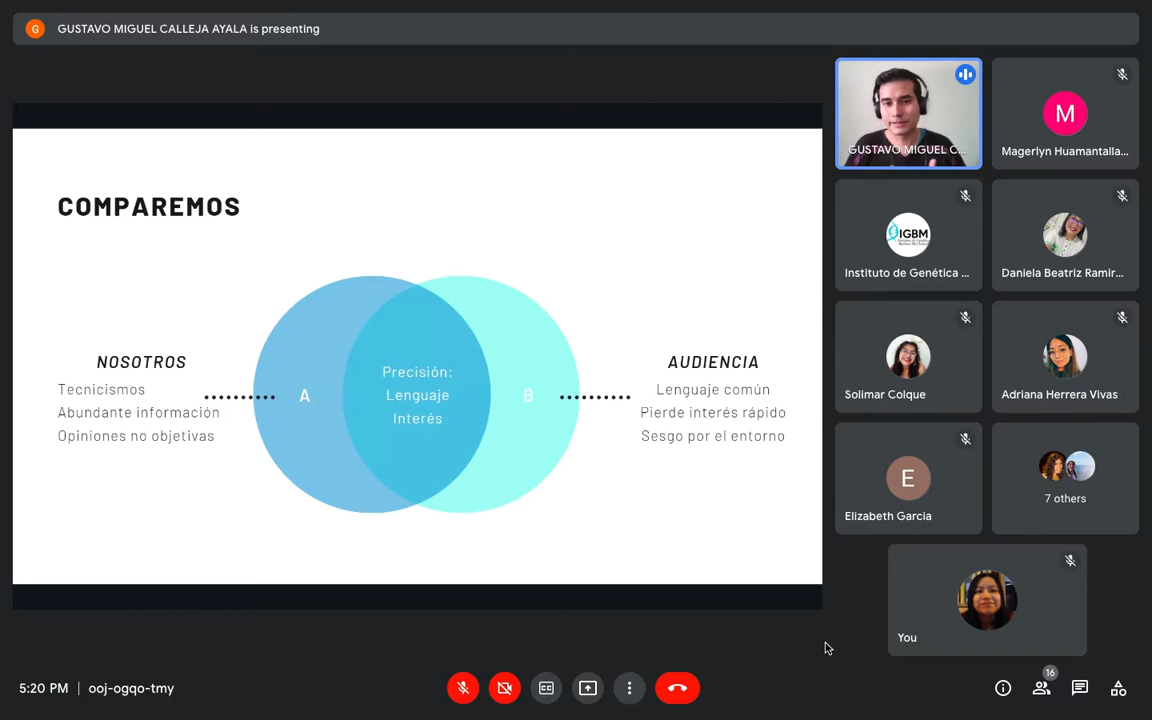 G
GUSTAVO MIGUEL CALLEJA AYALA is presenting
COMPAREMOS
NOSOTROS
Tecnicismos
Abundante información
Opiniones no objetivas
A
Precisión:
Lenguaje
Interés
B
AUDIENCIA
Lenguaje común
Pierde interés rápido
Sesgo por el entorno
GUSTAVO MIGUEL C...
M
Magerlyn Huamantalla...
IGBM
Instituto de Genética ...
Daniela Beatriz Ramir...
Solimar Colque
Adriana Herrera Vivas
E
Elizabeth Garcia
7 others
You
5:20 PM | ooj-ogqo-tmy
CC
16